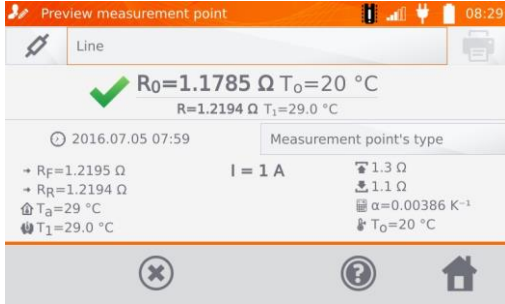 Preview measurement point 08:29
Line
R₀=1.1785 Ω Tₒ=20 °C
R=1.2194 Ω T₁=29.0 °C
2016.07.05 07:59 Measurement point's type
→ RF=1.2195 Ω I = 1 A 1.3 Ω
→ RR=1.2194 Ω 1.1 Ω
Ta=29 °C α=0.00386 K⁻¹
T₁=29.0 °C Tₒ=20 °C